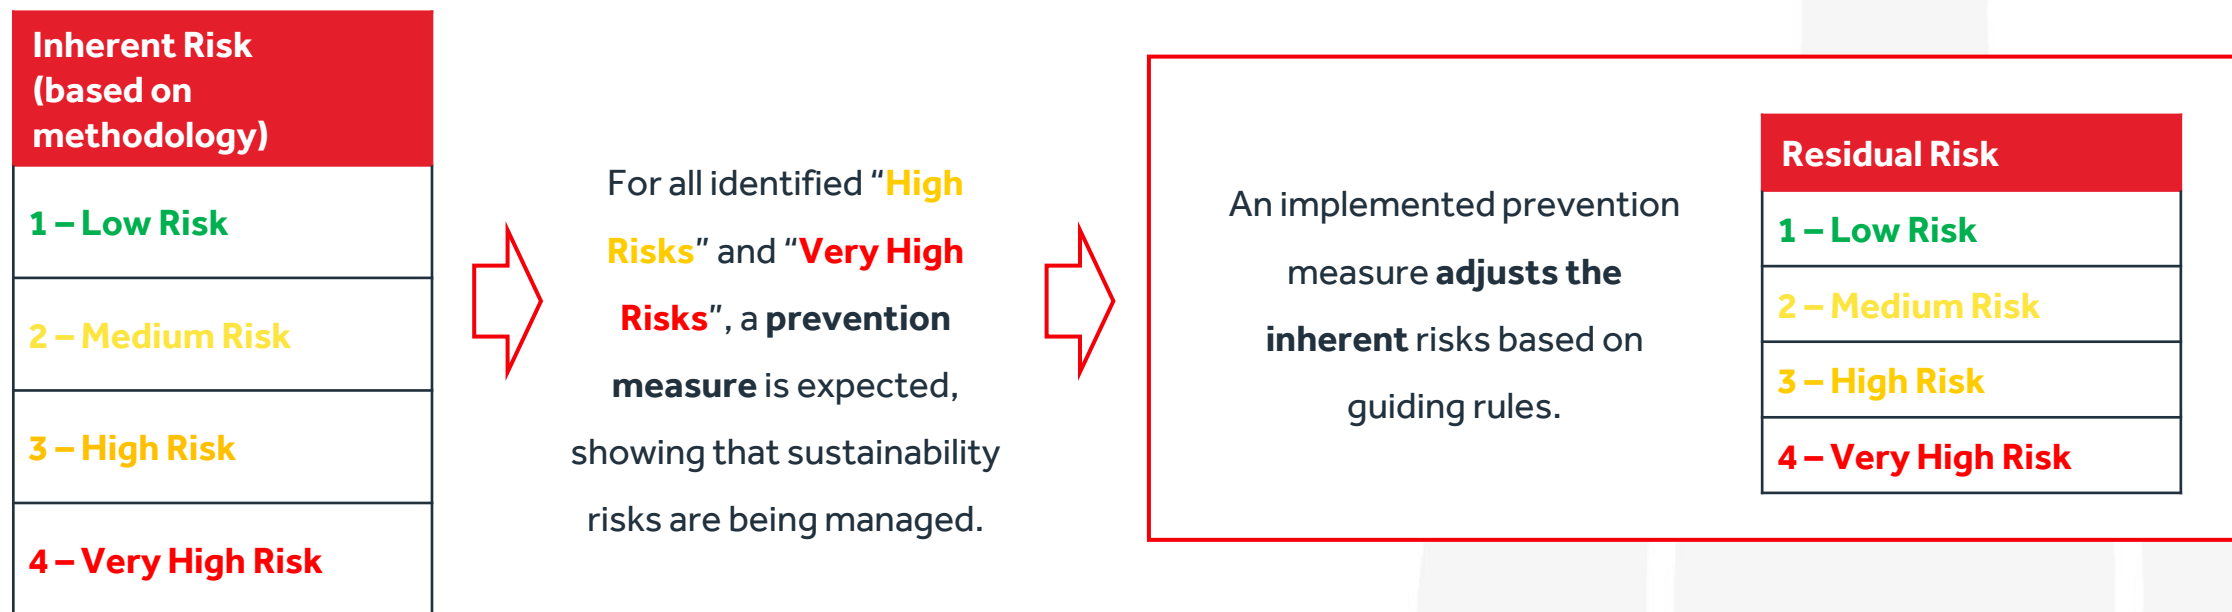 Inherent Risk
(based on
methodology)
1 – Low Risk
2 – Medium Risk
3 – High Risk
4 – Very High Risk
For all identified “High
Risks” and “Very High
Risks”, a prevention
measure is expected,
showing that sustainability
risks are being managed.
An implemented prevention
measure adjusts the
inherent risks based on
guiding rules.
Residual Risk
1 – Low Risk
2 – Medium Risk
3 – High Risk
4 – Very High Risk